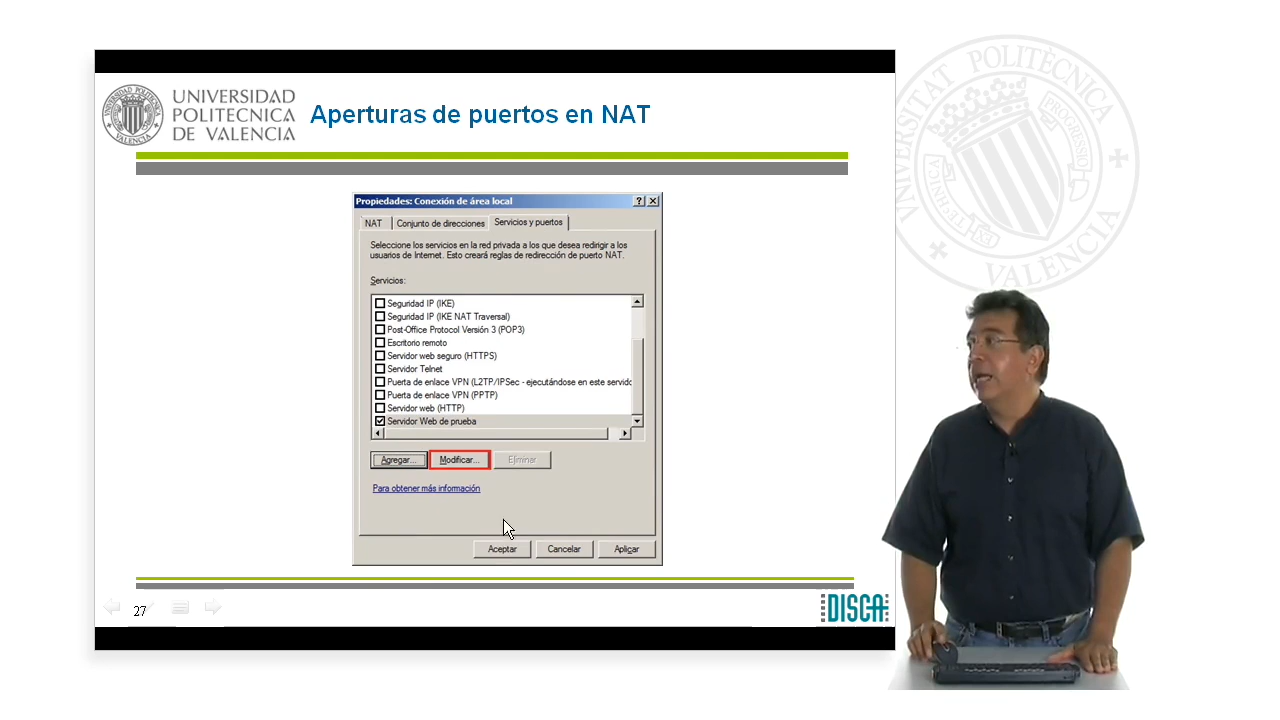 UNIVERSIDAD
POLITECNICA
DE VALENCIA
Aperturas de puertos en NAT
Propiedades: Conexión de área local
NAT
Conjunto de direcciones
Servicios y puertos
Seleccione los servicios en la red privada a los que desea redirigir a los
usuarios de Internet. Esto creará reglas de redirección de puerto NAT.
Servicios:
Seguridad IP (IKE)
Seguridad IP (IKE NAT Traversal)
Post-Office Protocol Versión 3 (POP3)
Escritorio remoto
Servidor web seguro (HTTPS)
Servidor Telnet
Puerta de enlace VPN (L2TP/IPSec - ejecutándose en este servido
Puerta de enlace VPN (PPTP)
Servidor web (HTTP)
Servidor Web de prueba
Agregar...
Modificar...
Eliminar
Para obtener más información
Aceptar
Cancelar
Aplicar
27
DISCA
UNIVERSITAT POLITÈCNICA
VALÈNCIA